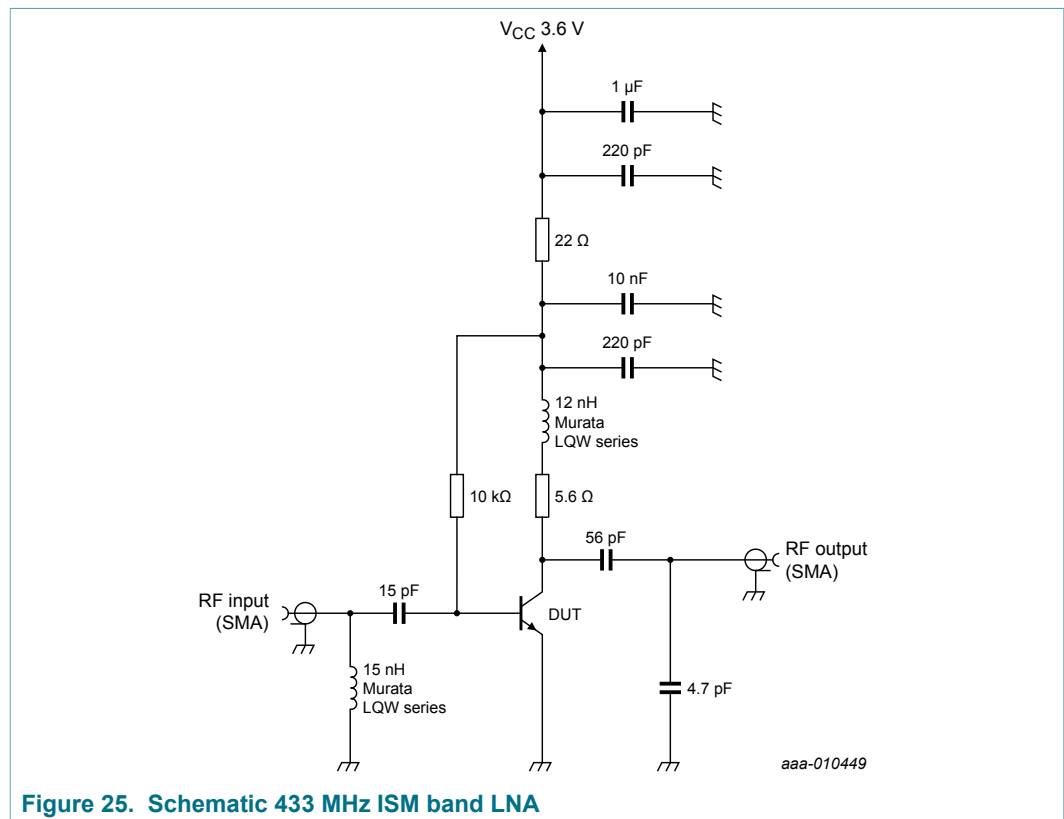 VCC 3.6 V
1 µF
220 pF
22 Ω
10 nF
220 pF
12 nH
Murata
LQW series
10 kΩ
5.6 Ω
56 pF
RF output
(SMA)
15 pF
RF input
(SMA)
DUT
15 nH
Murata
LQW series
4.7 pF
aaa-010449
Figure 25. Schematic 433 MHz ISM band LNA